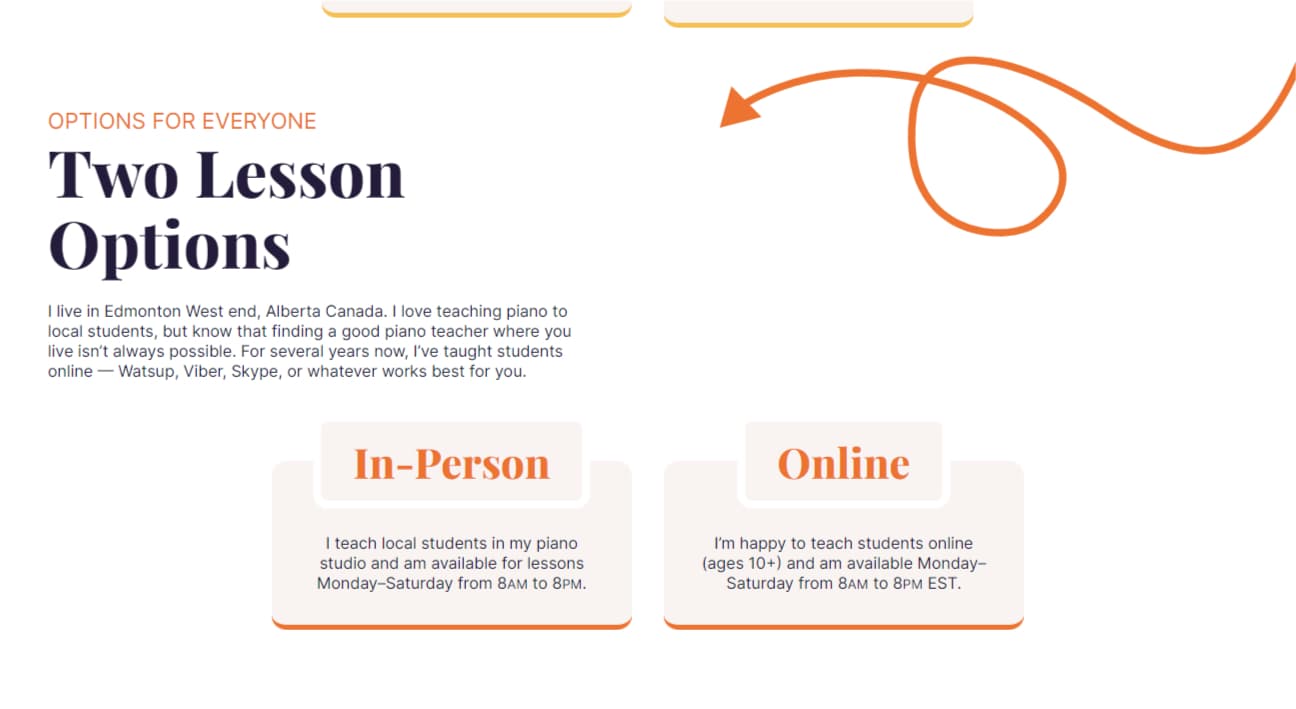 OPTIONS FOR EVERYONE
Two Lesson
Options
I live in Edmonton West end, Alberta Canada. I love teaching piano to
local students, but know that finding a good piano teacher where you
live isn’t always possible. For several years now, I’ve taught students
online — Watsup, Viber, Skype, or whatever works best for you.
In-Person
I teach local students in my piano
studio and am available for lessons
Monday–Saturday from 8AM to 8PM.
Online
I’m happy to teach students online
(ages 10+) and am available Monday–
Saturday from 8AM to 8PM EST.